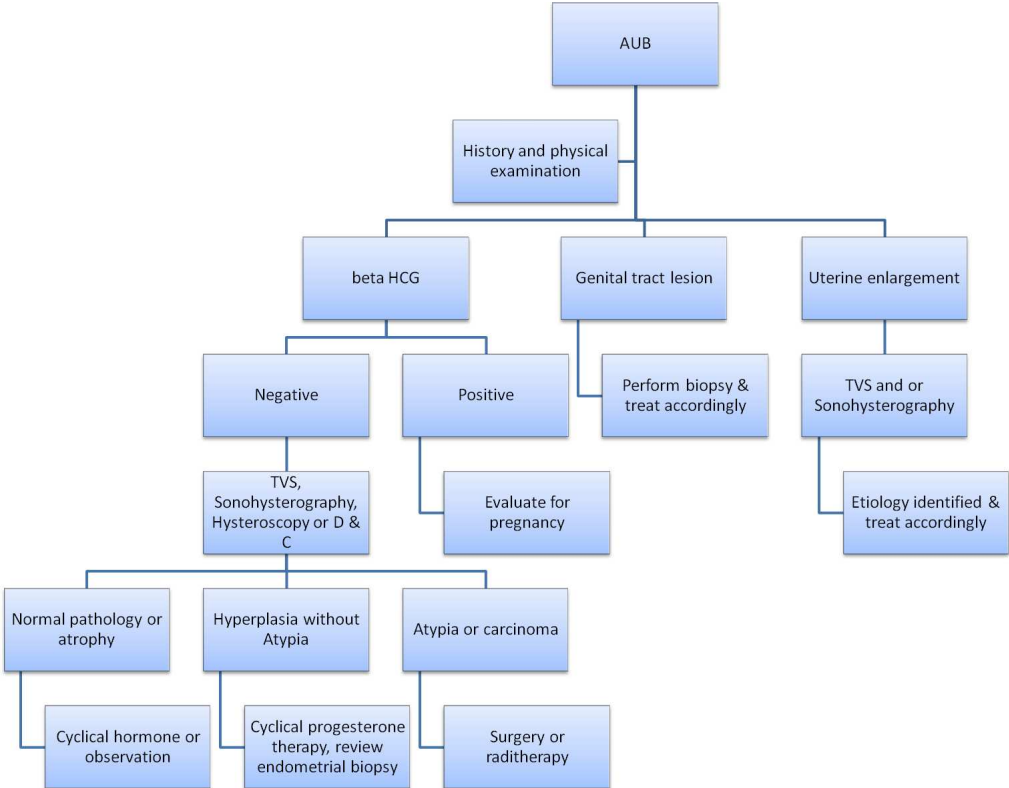 AUB
History and physical
examination
beta HCG
Genital tract lesion
Uterine enlargement
Negative
Positive
Perform biopsy &
treat accordingly
TVS and or
Sonohysterography
TVS,
Sonohysterography,
Hysteroscopy or D &
C
Evaluate for
pregnancy
Etiology identified &
treat accordingly
Normal pathology or
atrophy
Hyperplasia without
Atypia
Atypia or carcinoma
Cyclical hormone or
observation
Cyclical progesterone
therapy, review
endometrial biopsy
Surgery or
raditherapy